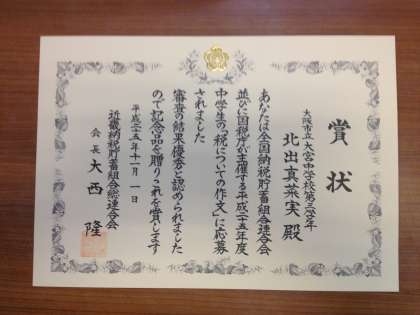 賞状
大阪市立大宮中学校第三学年
北出真菜実殿
あなたは全国納税貯蓄組合連合会
並びに国税庁が主催する平成二十五年度
中学生の「税についての作文」に応募
されました
審査の結果優秀と認められました
ので記念品を贈りこれを賞します
平成二十五年十一月一日
近畿納税貯蓄組合総連合会
会長 大西 隆